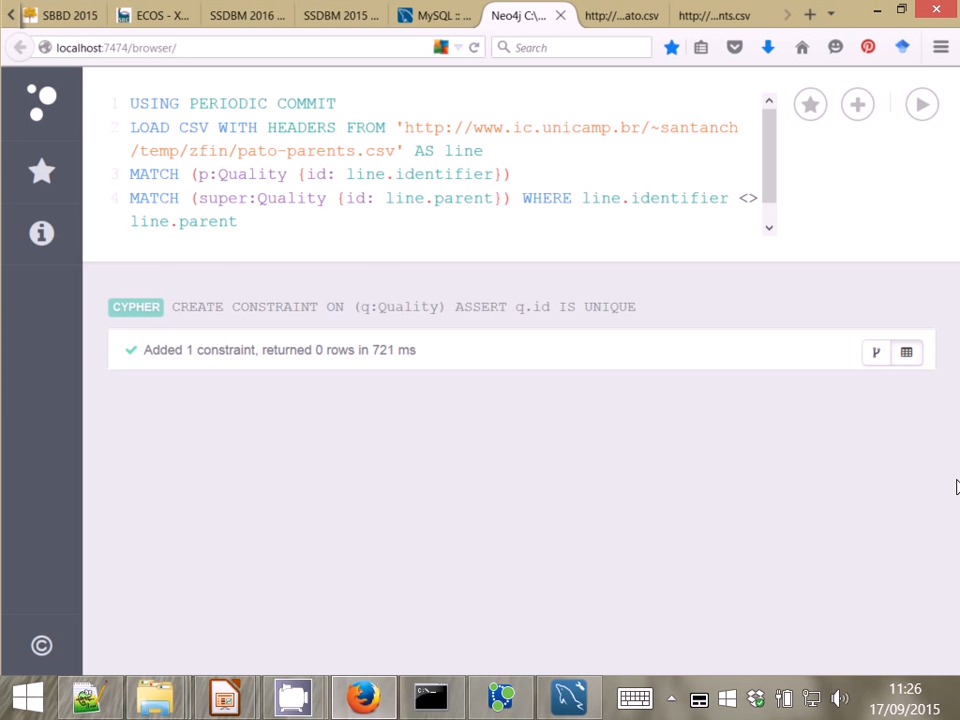 SBBD 2015
ECOS - X...
SSDBM 2016 ...
SSDBM 2015 ...
MySQL :: ...
Neo4j C:\...
http://...ato.csv
http://...nts.csv
localhost:7474/browser/
Search
1 USING PERIODIC COMMIT
2 LOAD CSV WITH HEADERS FROM 'http://www.ic.unicamp.br/~santanch
/temp/zfin/pato-parents.csv' AS line
3 MATCH (p:Quality {id: line.identifier})
4 MATCH (super:Quality {id: line.parent}) WHERE line.identifier <>
line.parent
CYPHER CREATE CONSTRAINT ON (q:Quality) ASSERT q.id IS UNIQUE
Added 1 constraint, returned 0 rows in 721 ms
11:26
17/09/2015